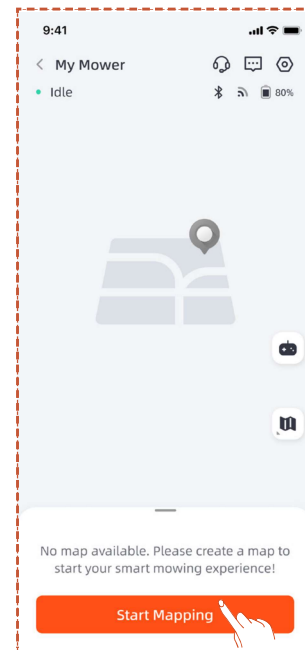 9:41
My Mower
Idle
80%
No map available. Please create a map to
start your smart mowing experience!
Start Mapping